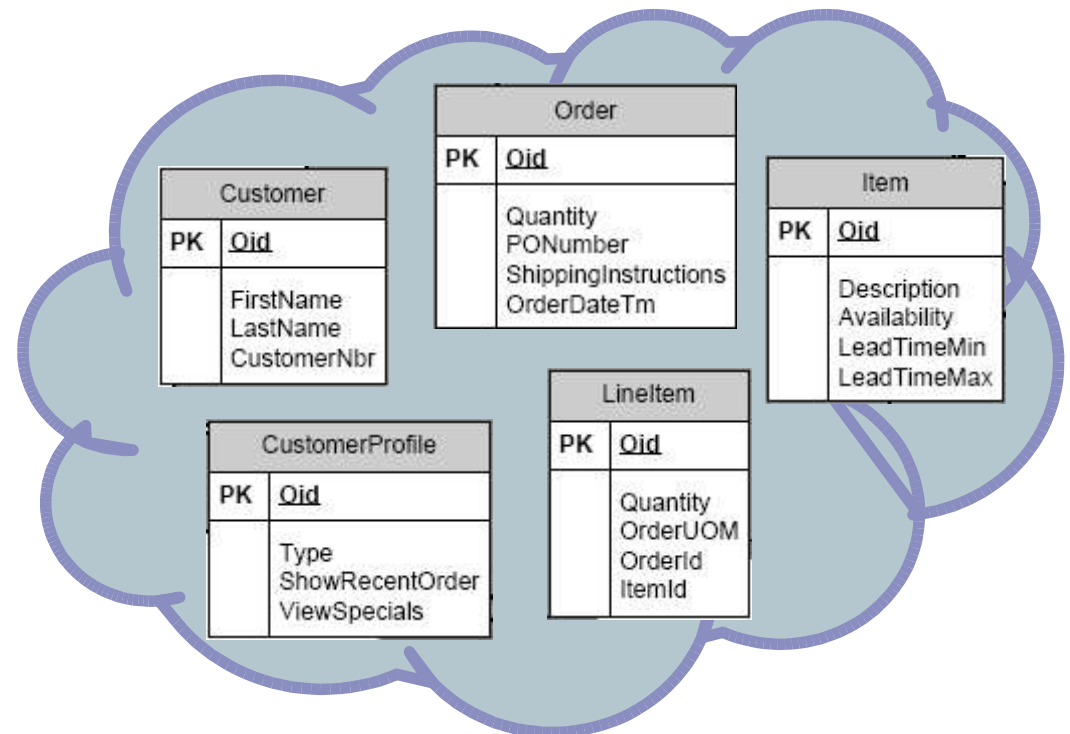 Order
PK Oid
Quantity
PONumber
ShippingInstructions
OrderDateTm
Customer
PK Oid
FirstName
LastName
CustomerNbr
Item
PK Oid
Description
Availability
LeadTimeMin
LeadTimeMax
CustomerProfile
PK Oid
Type
ShowRecentOrder
ViewSpecials
LineItem
PK Oid
Quantity
OrderUOM
OrderId
ItemId